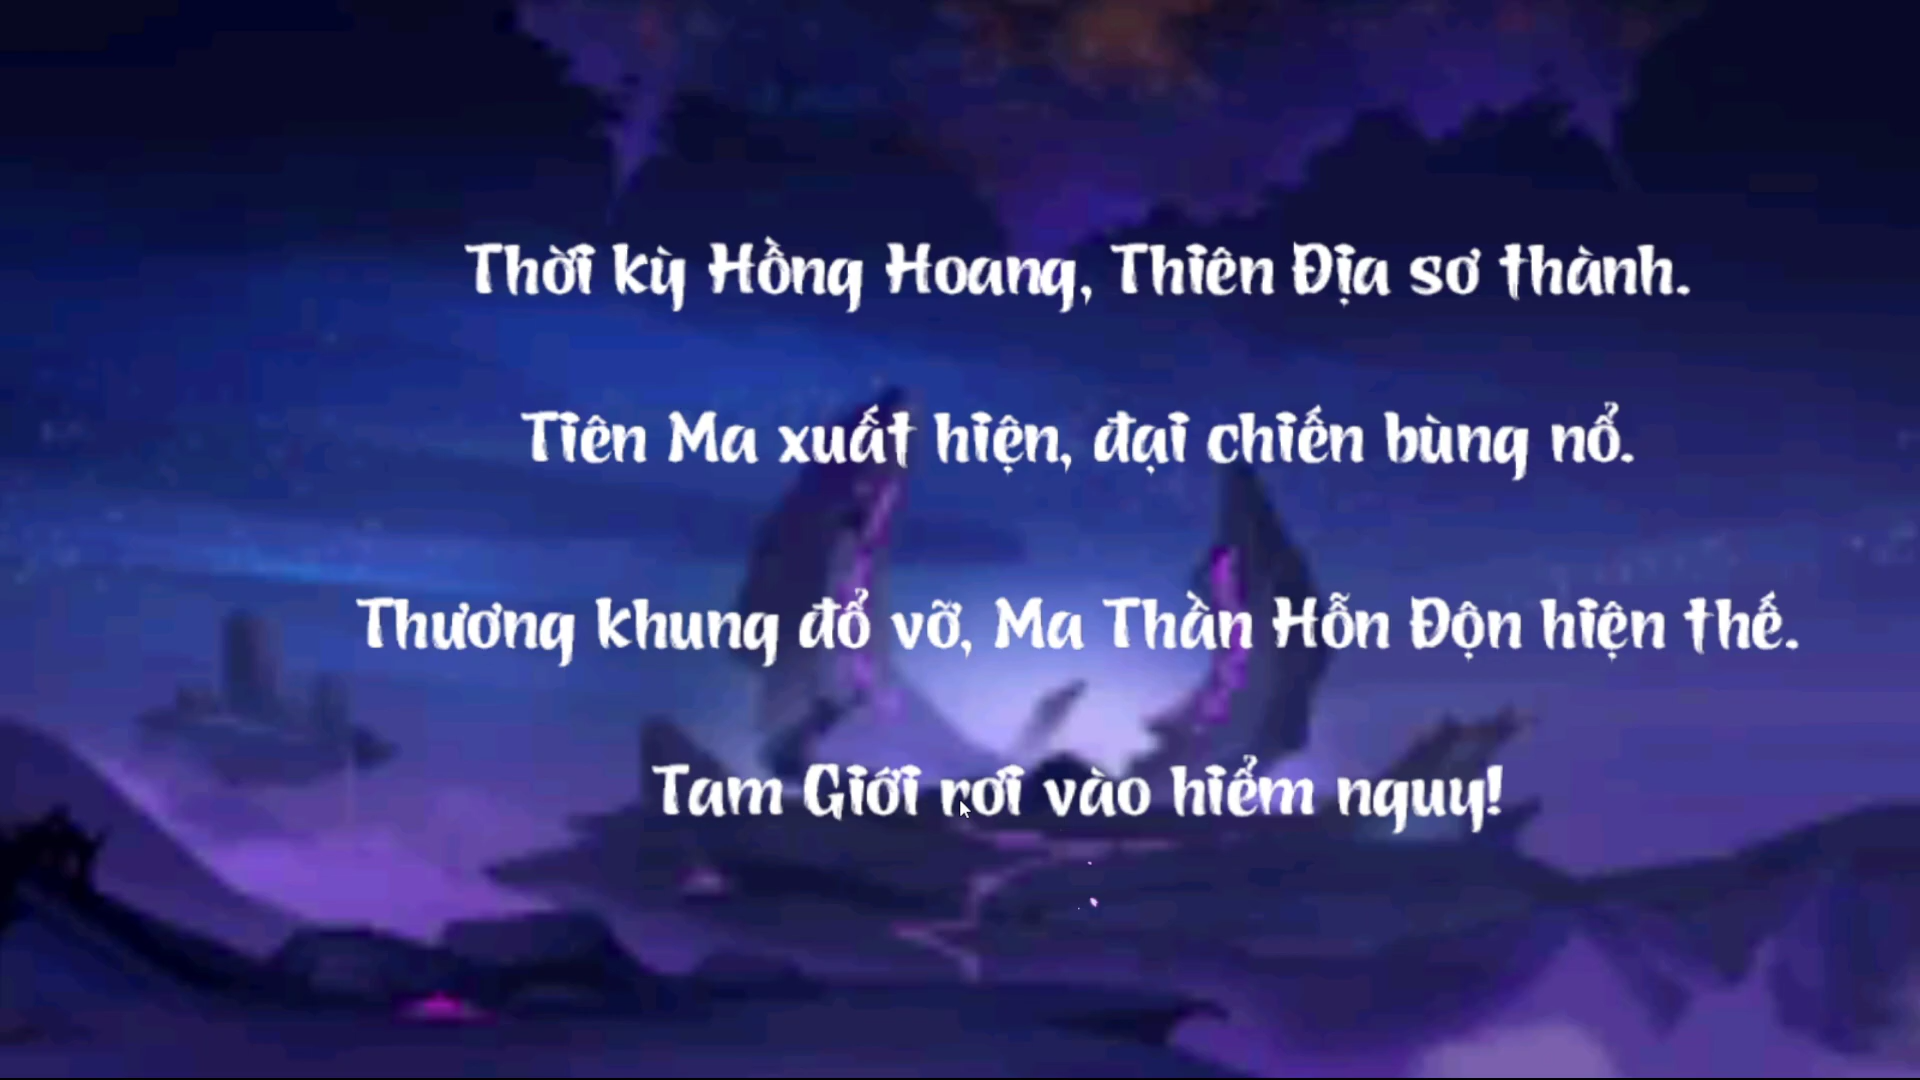 Thời kỳ Hồng Hoang, Thiên Địa sơ thành.
Tiên Ma xuất hiện, đại chiến bùng nổ.
Thương khung đổ vỡ, Ma Thần Hỗn Độn hiện thế.
Tam Giới rơi vào hiểm nguy!